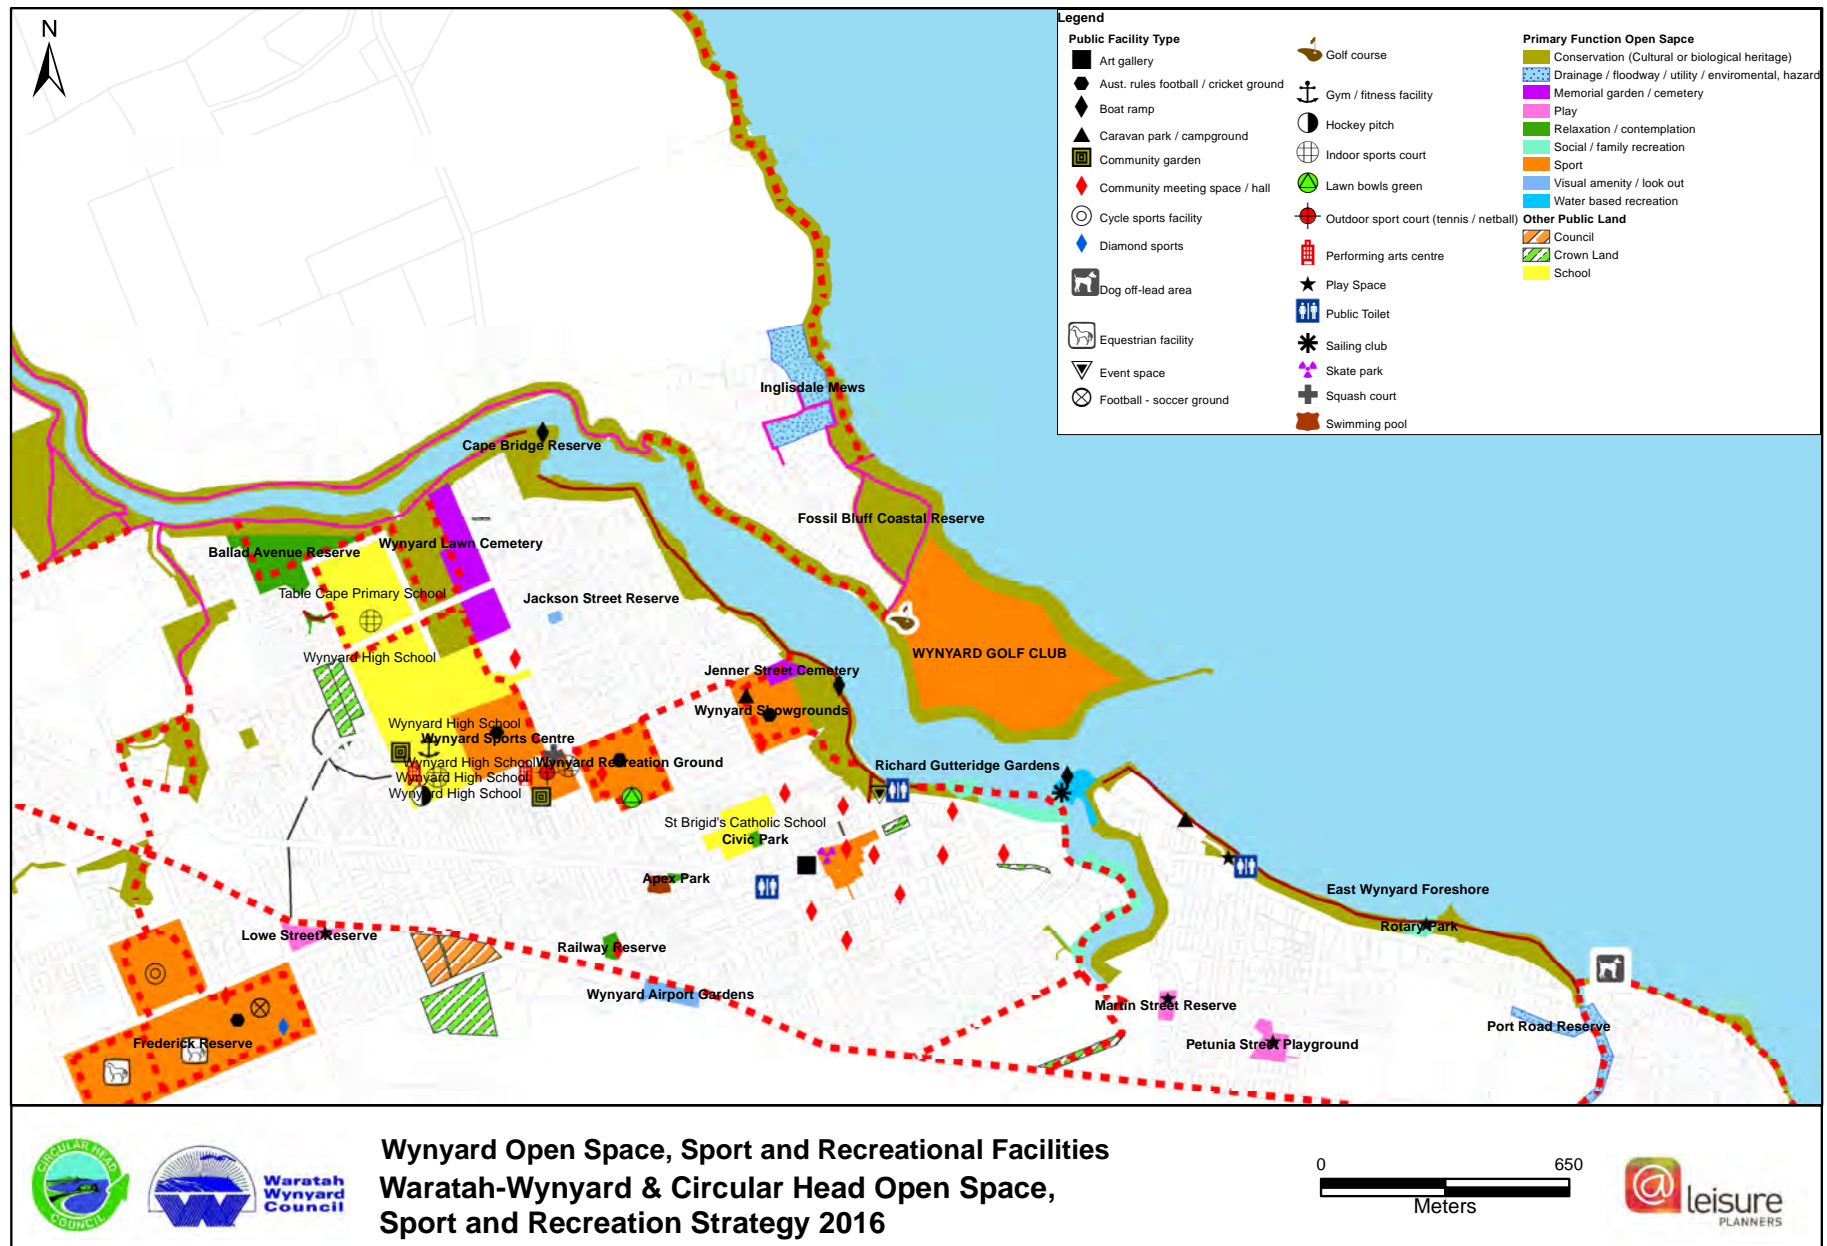 N
Legend
Public Facility Type
Art gallery
Aust. rules football / cricket ground
Boat ramp
Caravan park / campground
Community garden
Community meeting space / hall
Cycle sports facility
Diamond sports
Dog off-lead area
Equestrian facility
Event space
Football - soccer ground
Golf course
Gym / fitness facility
Hockey pitch
Indoor sports court
Lawn bowls green
Outdoor sport court (tennis / netball)
Performing arts centre
Play Space
Public Toilet
Sailing club
Skate park
Squash court
Swimming pool
Primary Function Open Sapce
Conservation (Cultural or biological heritage)
Drainage / floodway / utility / enviromental, hazard
Memorial garden / cemetery
Play
Relaxation / contemplation
Social / family recreation
Sport
Visual amenity / look out
Water based recreation
Other Public Land
Council
Crown Land
School
Inglisdale Mews
Cape Bridge Reserve
Fossil Bluff Coastal Reserve
Ballad Avenue Reserve
Wynyard Lawn Cemetery
Table Cape Primary School
Jackson Street Reserve
Wynyard High School
WYNYARD GOLF CLUB
Jenner Street Cemetery
Wynyard Showgrounds
Wynyard High School
Wynyard Sports Centre
Wynyard High School
Wynyard Recreation Ground
Richard Gutteridge Gardens
Wynyard High School
Wynyard High School
St Brigid's Catholic School
Civic Park
Apex Park
East Wynyard Foreshore
Rotary Park
Lowe Street Reserve
Railway Reserve
Wynyard Airport Gardens
Martin Street Reserve
Port Road Reserve
Frederick Reserve
Petunia Street Playground
CIRCULAR HEAD
COUNCIL
Waratah
Wynyard
Council
Wynyard Open Space, Sport and Recreational Facilities
Waratah-Wynyard & Circular Head Open Space,
Sport and Recreation Strategy 2016
0 650
Meters
@leisure
PLANNERS